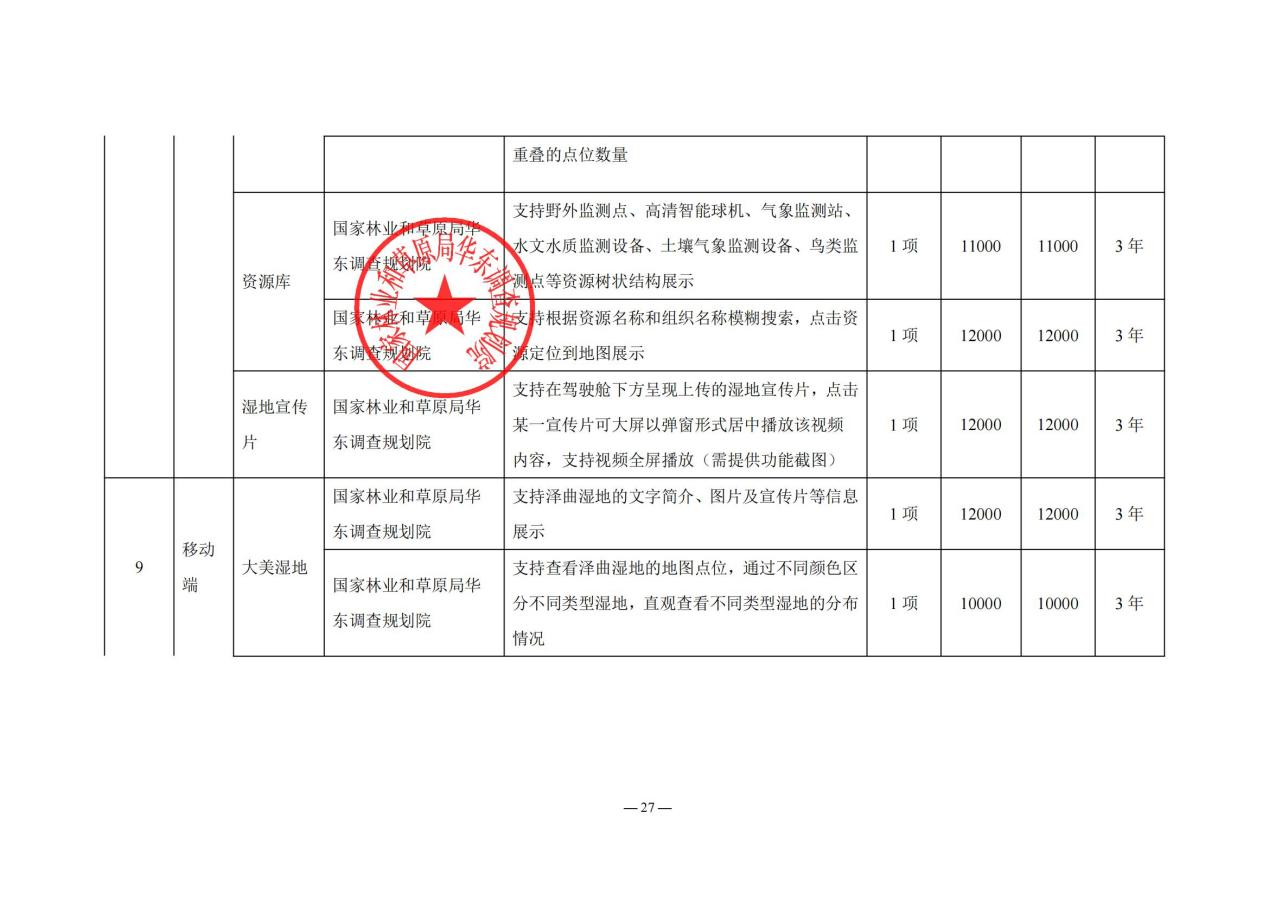 重叠的点位数量
资源库
国家林业和草原局华
东调查规划院
支持野外监测点、高清智能球机、气象监测站、
水文水质监测设备、土壤气象监测设备、鸟类监
测点等资源树状结构展示
1 项
11000
11000
3 年
国家林业和草原局华
东调查规划院
支持根据资源名称和组织名称模糊搜索，点击资
源定位到地图展示
1 项
12000
12000
3 年
国家林业和草原局华东调查规划院
湿地宣传
片
国家林业和草原局华
东调查规划院
支持在驾驶舱下方呈现上传的湿地宣传片，点击
某一宣传片可大屏以弹窗形式居中播放该视频
内容，支持视频全屏播放（需提供功能截图）
1 项
12000
12000
3 年
9
移动
端
大美湿地
国家林业和草原局华
东调查规划院
支持泽曲湿地的文字简介、图片及宣传片等信息
展示
1 项
12000
12000
3 年
国家林业和草原局华
东调查规划院
支持查看泽曲湿地的地图点位，通过不同颜色区
分不同类型湿地，直观查看不同类型湿地的分布
情况
1 项
10000
10000
3 年
— 27 —